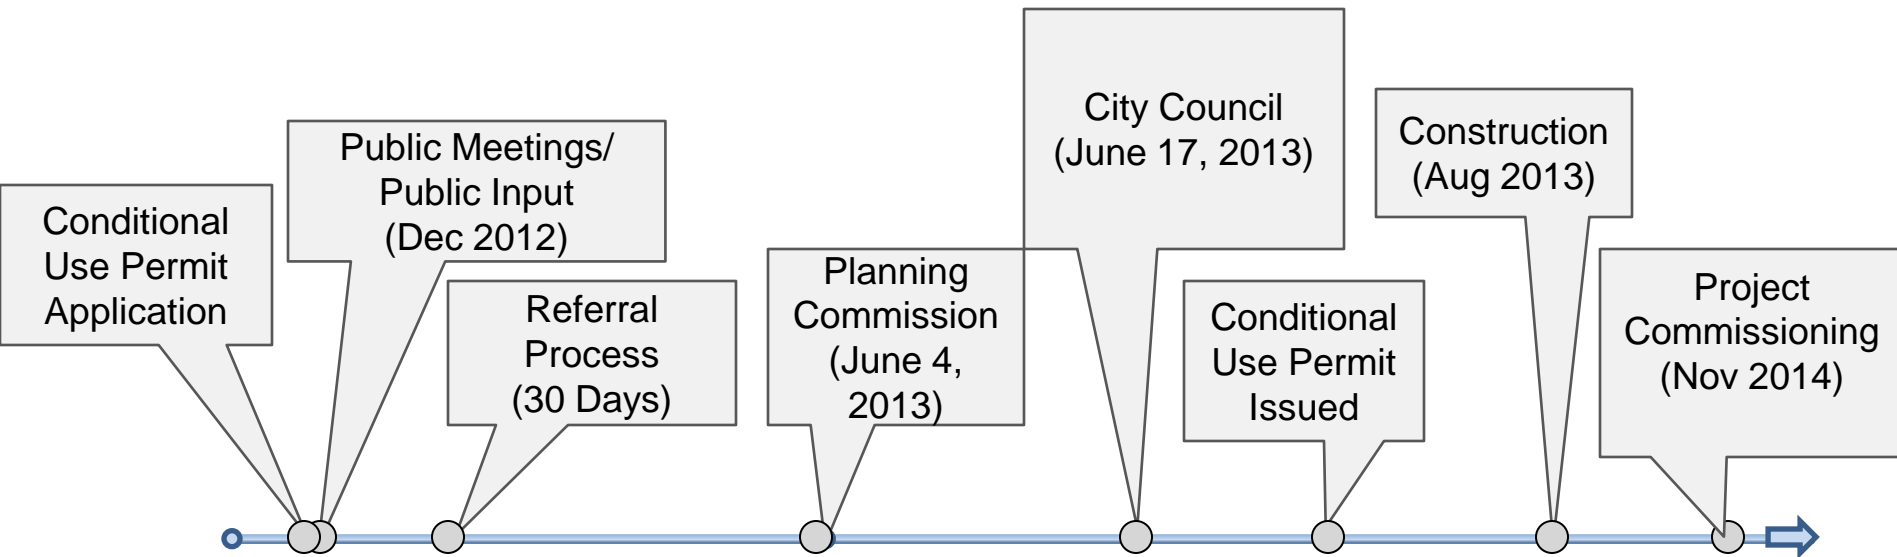 Conditional
Use Permit
Application
Public Meetings/
Public Input
(Dec 2012)
Referral
Process
(30 Days)
Planning
Commission
(June 4,
2013)
City Council
(June 17, 2013)
Conditional
Use Permit
Issued
Construction
(Aug 2013)
Project
Commissioning
(Nov 2014)